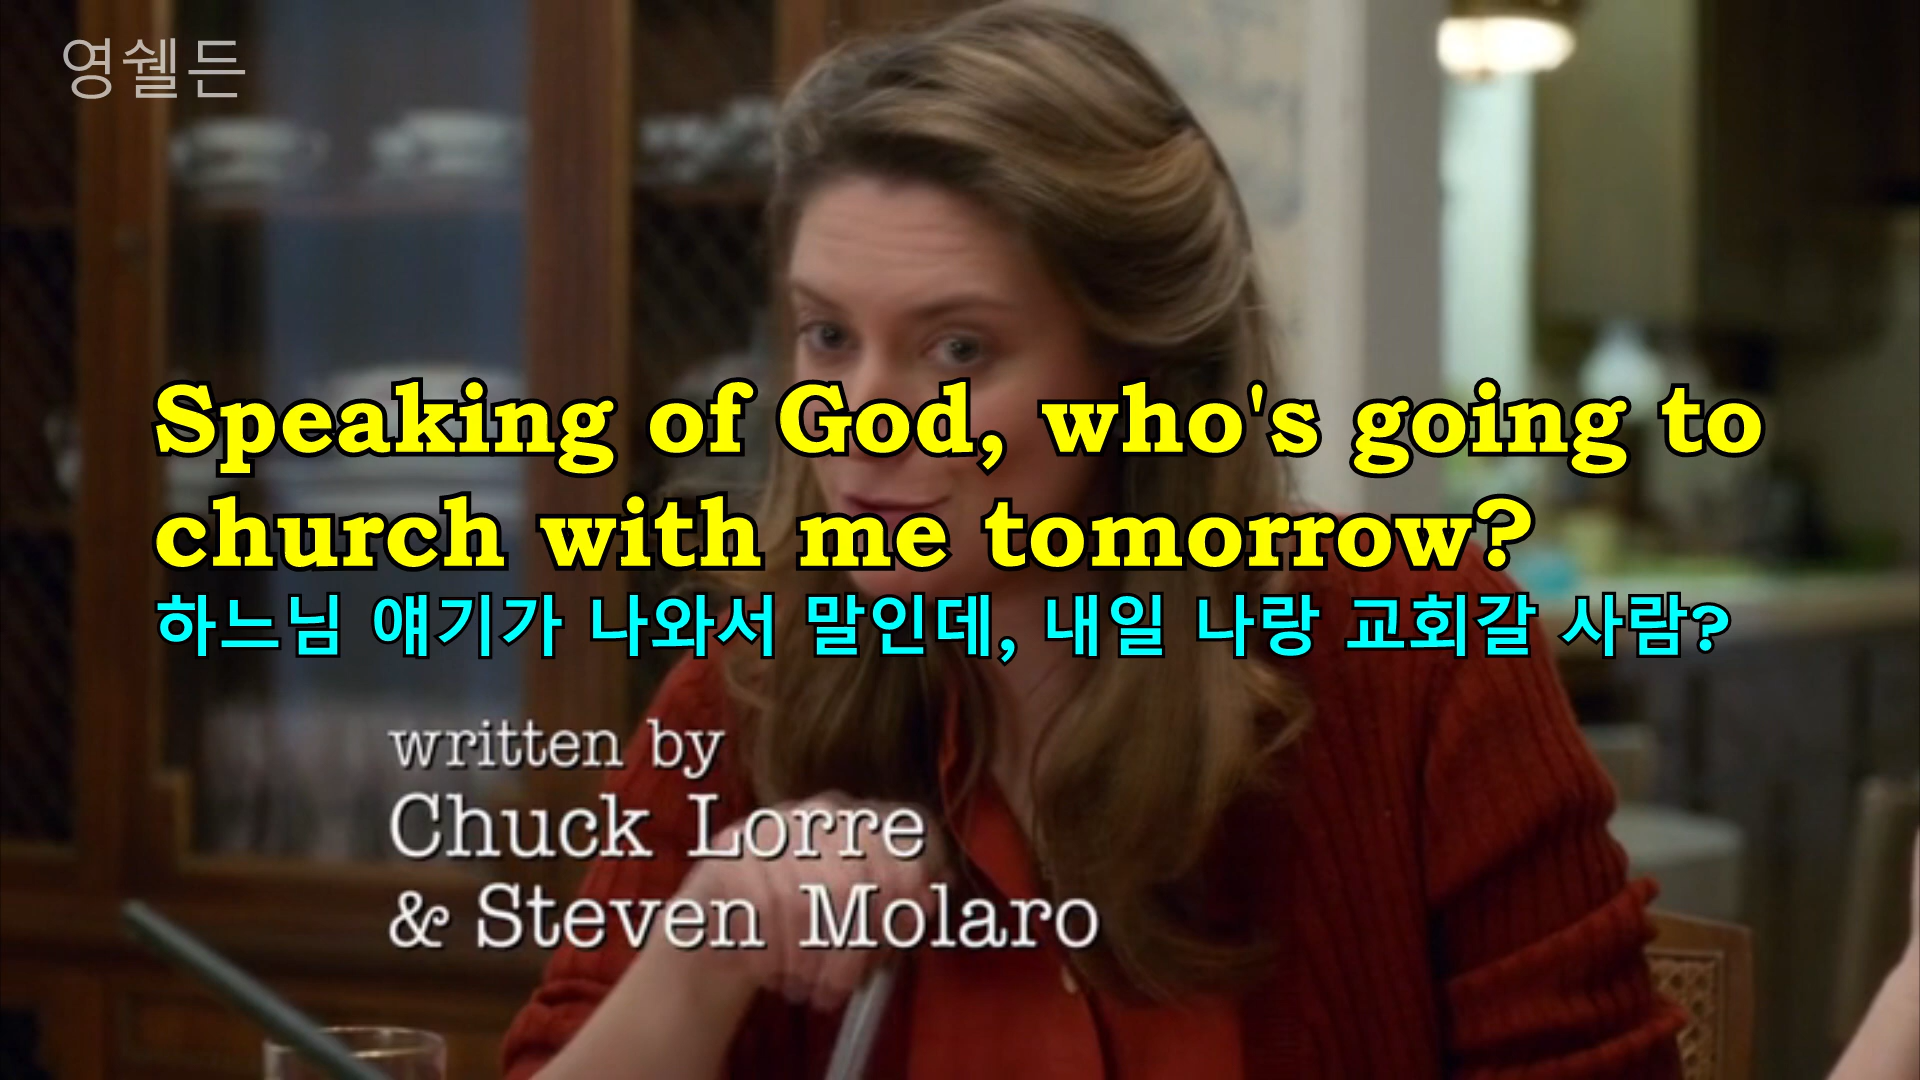 영쉘든
Speaking of God, who's going to
church with me tomorrow?
하느님 얘기가 나와서 말인데, 내일 나랑 교회갈 사람?
written by
Chuck Lorre
& Steven Molaro